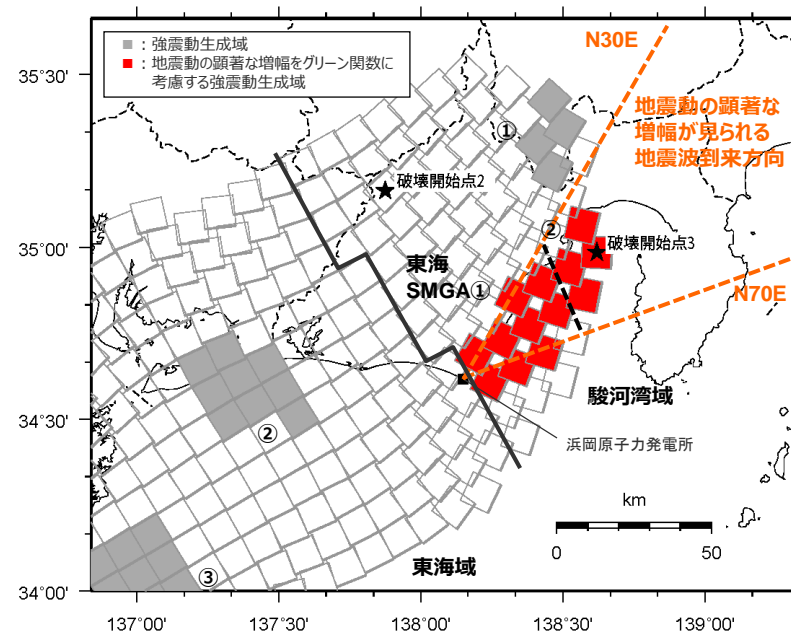 ：強震動生成域
：地震動の顕著な増幅をグリーン関数に
考慮する強震動生成域
N30E
地震動の顕著な
増幅が見られる
地震波到来方向
35°30'
①
破壊開始点2
②
破壊開始点3
35°00'
東海
SMGA①
N70E
駿河湾域
34°30'
②
浜岡原子力発電所
km
0
50
東海域
③
34°00'
137°00'
137°30'
138°00'
138°30'
139°00'